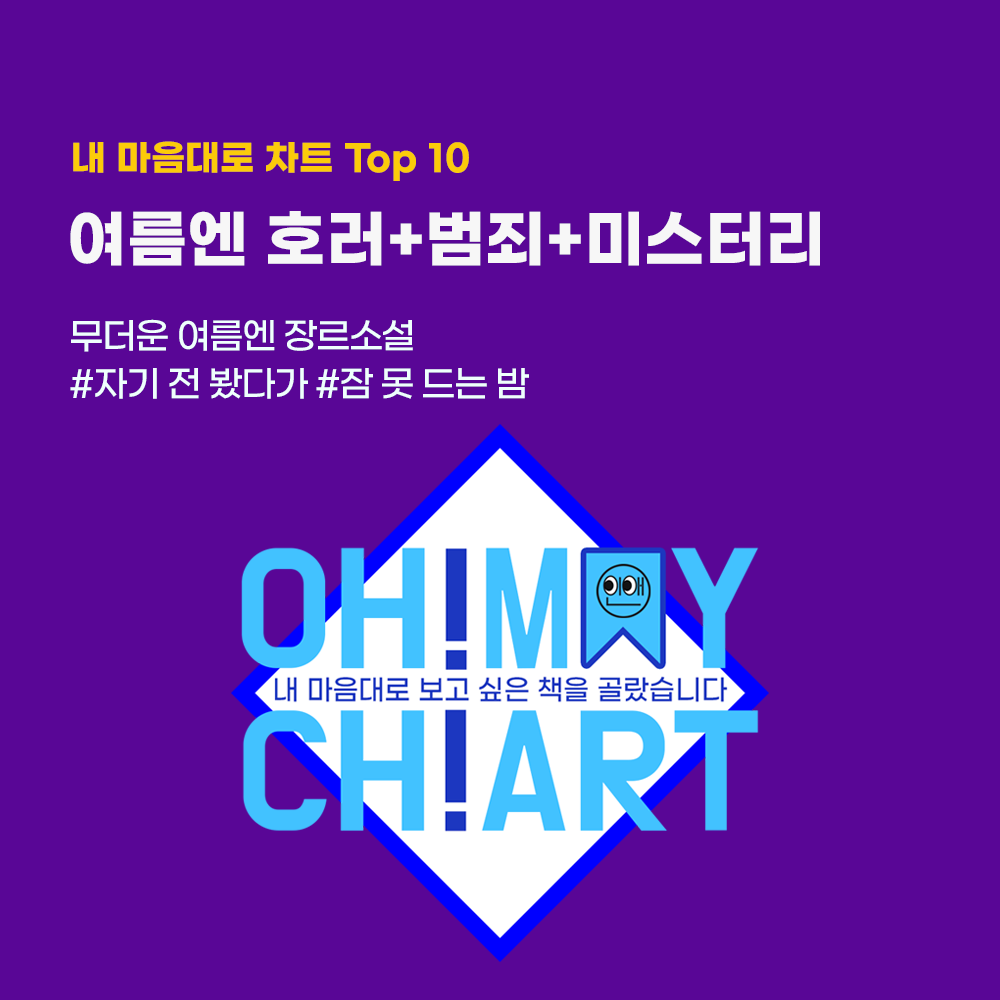 내 마음대로 차트 Top 10
여름엔 호러+범죄+미스터리
무더운 여름엔 장르소설
#자기 전 봤다가 #잠 못 드는 밤
OH!MY
인애
내 마음대로 보고 싶은 책을 골랐습니다
CH!ART